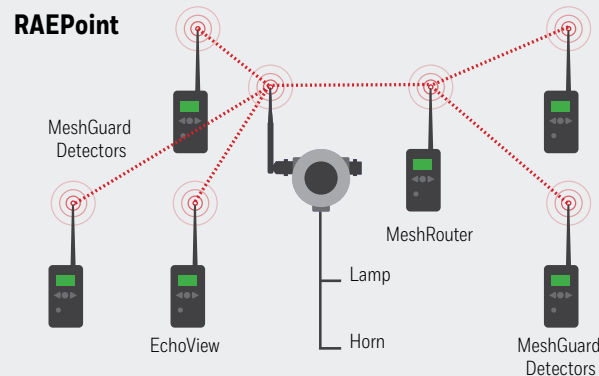 RAEPoint
MeshGuard
Detectors
MeshRouter
Lamp
EchoView
Horn
MeshGuard
Detectors